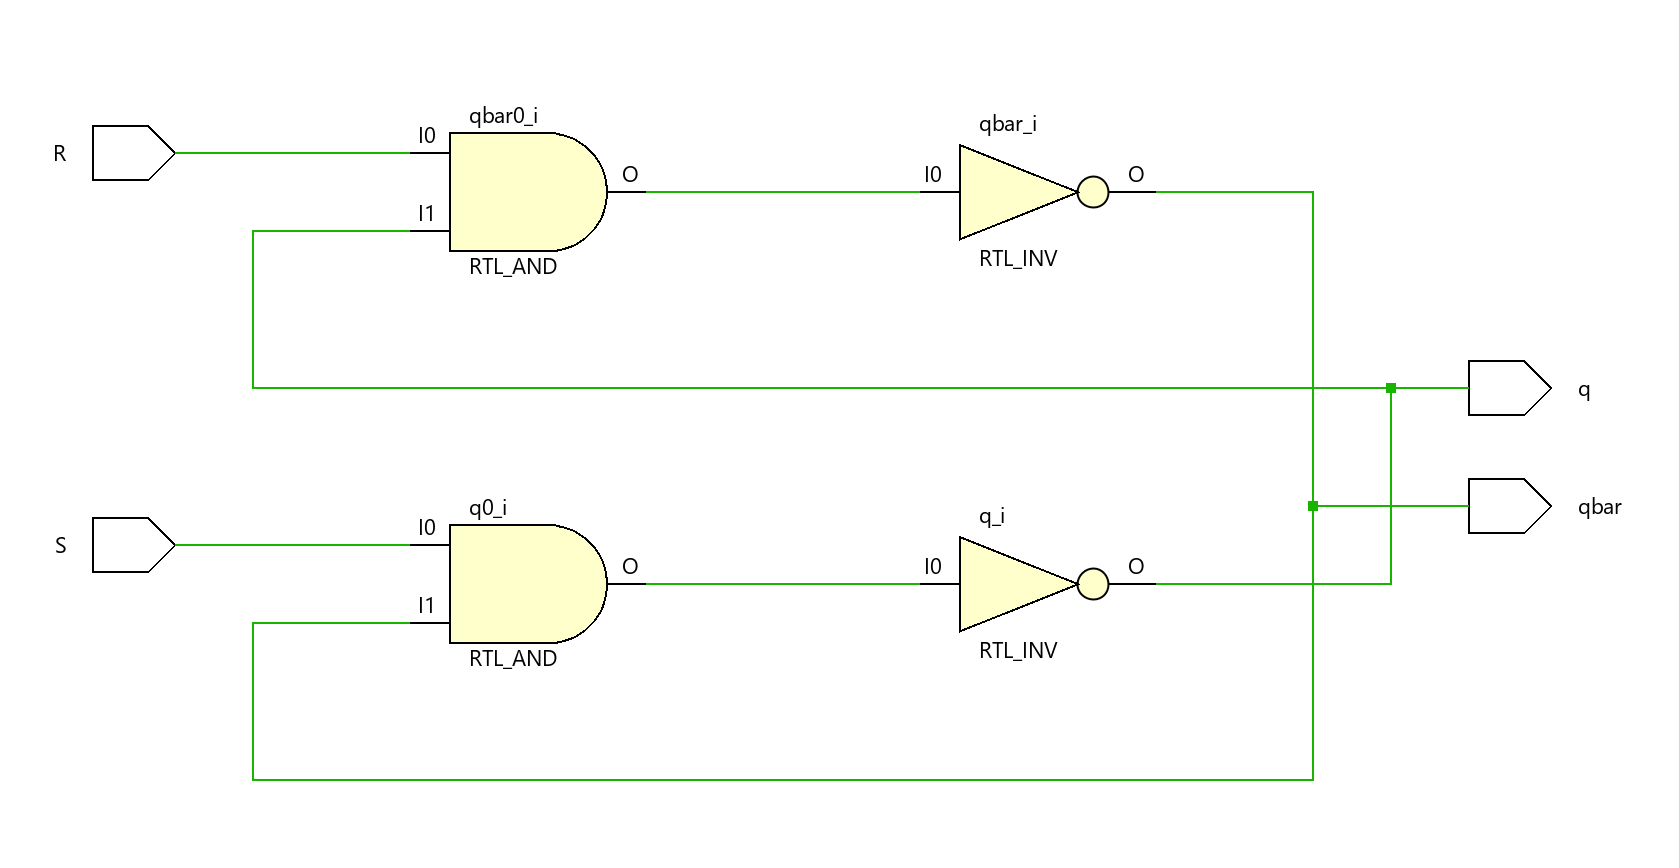 qbar0_i
qbar_i
I0
R
O
I0
O
I1
RTL_AND
RTL_INV
q
qbar
q0_i
q_i
I0
S
O
I0
O
I1
RTL_AND
RTL_INV